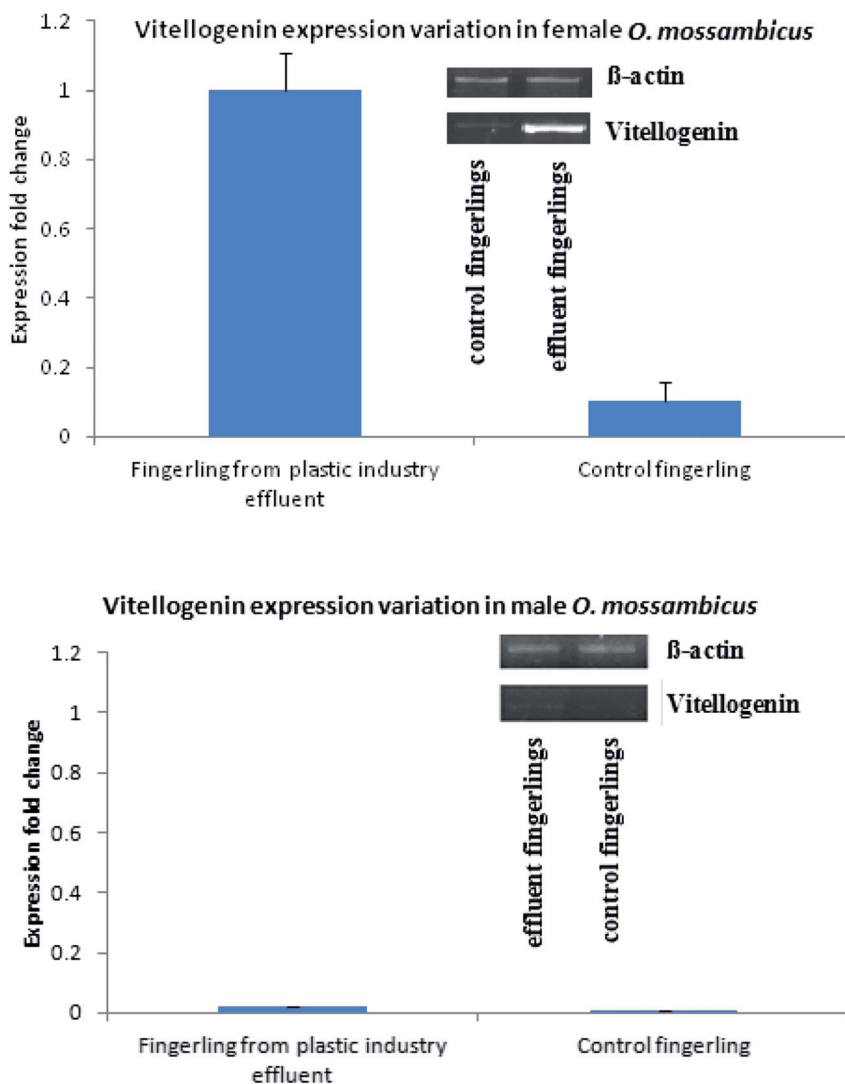 Vitellogenin expression variation in female O. mossambicus
1.2
1
0.8
0.6
0.4
0.2
0
Expression fold change
ß-actin
Vitellogenin
control fingerlings
effluent fingerlings
Fingerling from plastic industry
effluent
Control fingerling
Vitellogenin expression variation in male O. mossambicus
1.2
1
0.8
0.6
0.4
0.2
0
Expression fold change
ß-actin
Vitellogenin
effluent fingerlings
control fingerlings
Fingerling from plastic industry
effluent
Control fingerling